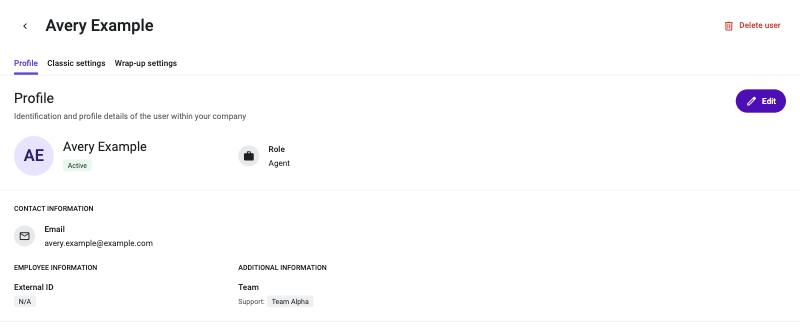 Avery Example
Delete user
Profile Classic settings Wrap-up settings
Profile
Edit
Identification and profile details of the user within your company
AE
Avery Example
Active
Role
Agent
CONTACT INFORMATION
Email
avery.example@example.com
EMPLOYEE INFORMATION
External ID
N/A
ADDITIONAL INFORMATION
Team
Support: Team Alpha